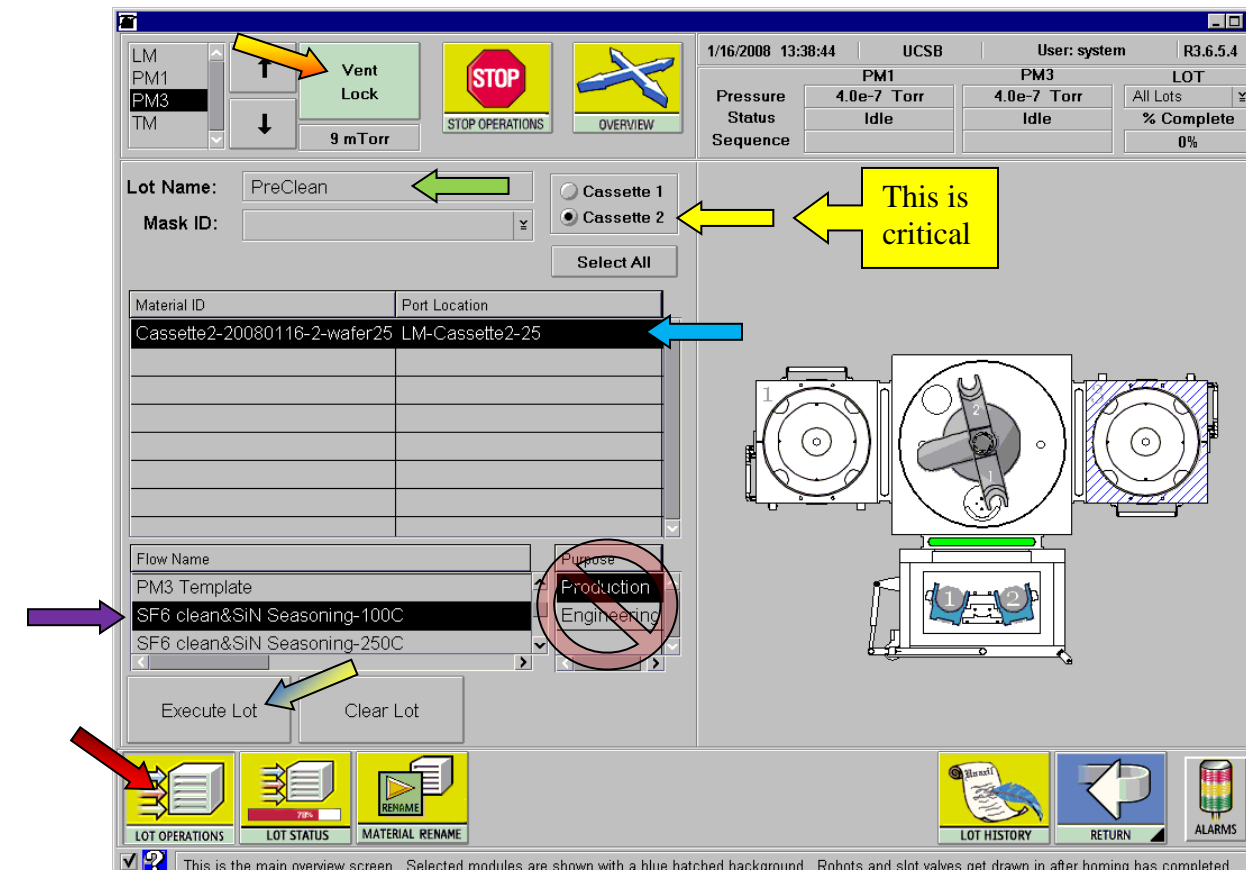 LM
PM1
PM3
TM
Vent
Lock
9 mTorr
STOP
STOP OPERATIONS
OVERVIEW
1/16/2008 13:38:44 UCSB User: system R3.6.5.4
PM1 PM3 LOT
Pressure 4.0e-7 Torr 4.0e-7 Torr All Lots
Status Idle Idle % Complete
Sequence 0%
Lot Name: PreClean
Mask ID:
Cassette 1
Cassette 2
Select All
This is
critical
Material ID Port Location
Cassette2-20080116-2-wafer25 LM-Cassette2-25
1
2
1
3
1 2
Flow Name Purpose
PM3 Template Production
SF6 clean&SiN Seasoning-100C Engineering
SF6 clean&SiN Seasoning-250C
Execute Lot Clear Lot
LOT OPERATIONS
78%
LOT STATUS
RENAME
MATERIAL RENAME
LOT HISTORY
RETURN
ALARMS
This is the main overview screen. Selected modules are shown with a blue hatched background. Robots and slot valves get drawn in after homing has completed.